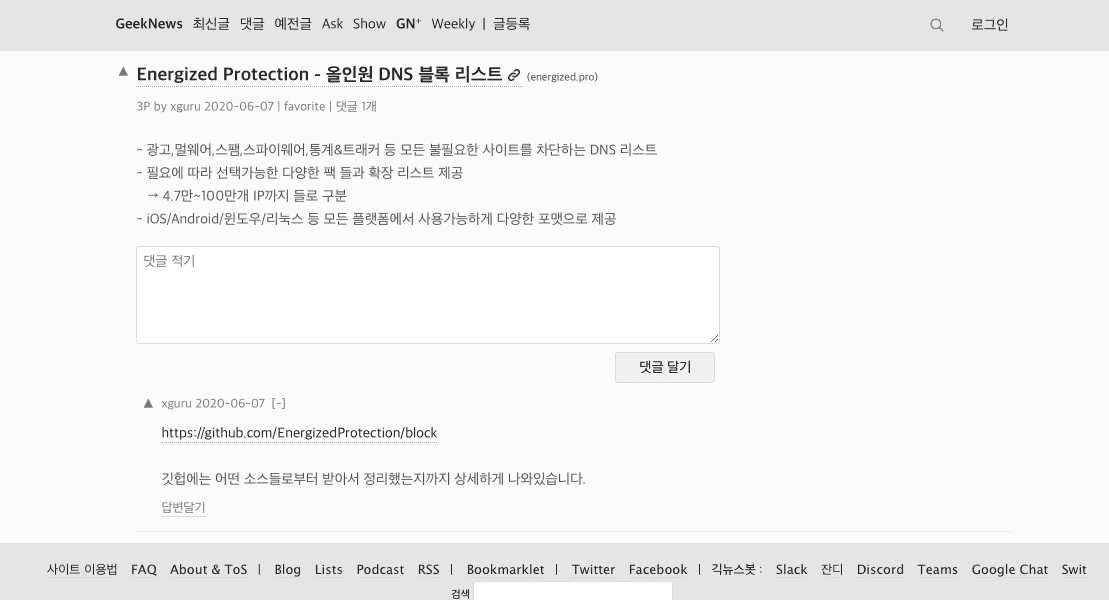 GeekNews 최신글 댓글 예전글 Ask Show GN⁺ Weekly | 글등록 로그인
▲ Energized Protection - 올인원 DNS 블록 리스트 (energized.pro)
3P by xguru 2020-06-07 | favorite | 댓글 1개
- 광고,멀웨어,스팸,스파이웨어,통계&트래커 등 모든 불필요한 사이트를 차단하는 DNS 리스트
- 필요에 따라 선택가능한 다양한 팩 들과 확장 리스트 제공
→ 4.7만~100만개 IP까지 들로 구분
- iOS/Android/윈도우/리눅스 등 모든 플랫폼에서 사용가능하게 다양한 포맷으로 제공
댓글 적기
댓글 달기
▲ xguru 2020-06-07 [-]
https://github.com/EnergizedProtection/block
깃헙에는 어떤 소스들로부터 받아서 정리했는지까지 상세하게 나와있습니다.
답변달기
사이트 이용법 FAQ About & ToS | Blog Lists Podcast RSS | Bookmarklet | Twitter Facebook | 긱뉴스봇 : Slack 잔디 Discord Teams Google Chat Swit
검색